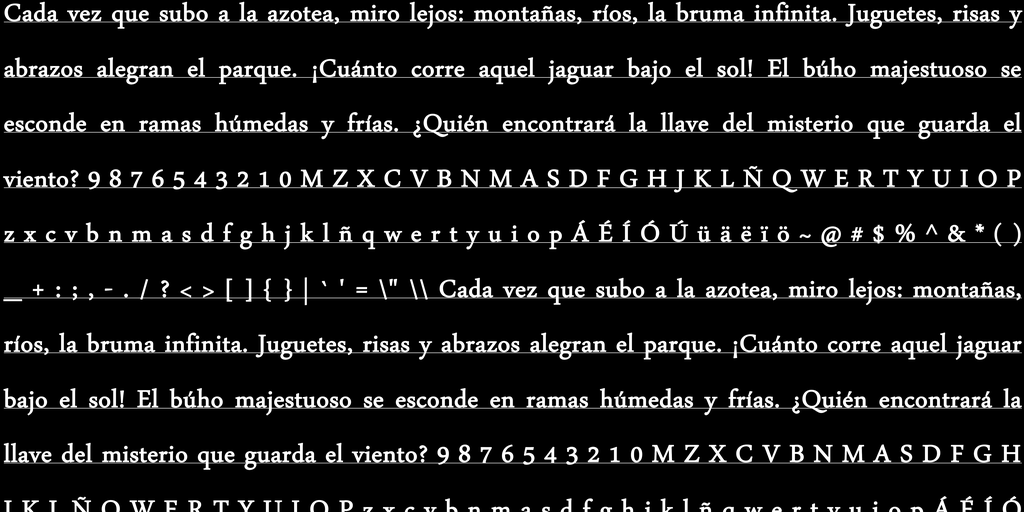 Cada vez que subo a la azotea, miro lejos: montañas, ríos, la bruma infinita. Juguetes, risas y
abrazos alegran el parque. ¡Cuánto corre aquel jaguar bajo el sol! El búho majestuoso se
esconde en ramas húmedas y frías. ¿Quién encontrará la llave del misterio que guarda el
viento? 9 8 7 6 5 4 3 2 1 0 M Z X C V B N M A S D F G H J K L Ñ Q W E R T Y U I O P
z x c v b n m a s d f g h j k l ñ q w e r t y u i o p Á É Í Ó Ú ü ä ë ï ö ~ @ # $ % ^ & * ( )
_ + : ; , - . / ? < > [ ] { } | ` ' = \" \\ Cada vez que subo a la azotea, miro lejos: montañas,
ríos, la bruma infinita. Juguetes, risas y abrazos alegran el parque. ¡Cuánto corre aquel jaguar
bajo el sol! El búho majestuoso se esconde en ramas húmedas y frías. ¿Quién encontrará la
llave del misterio que guarda el viento? 9 8 7 6 5 4 3 2 1 0 M Z X C V B N M A S D F G H
J K L Ñ Q W E R T Y U I O P z x c v b n m a s d f g h j k l ñ q w e r t y u i o p Á É Í Ó